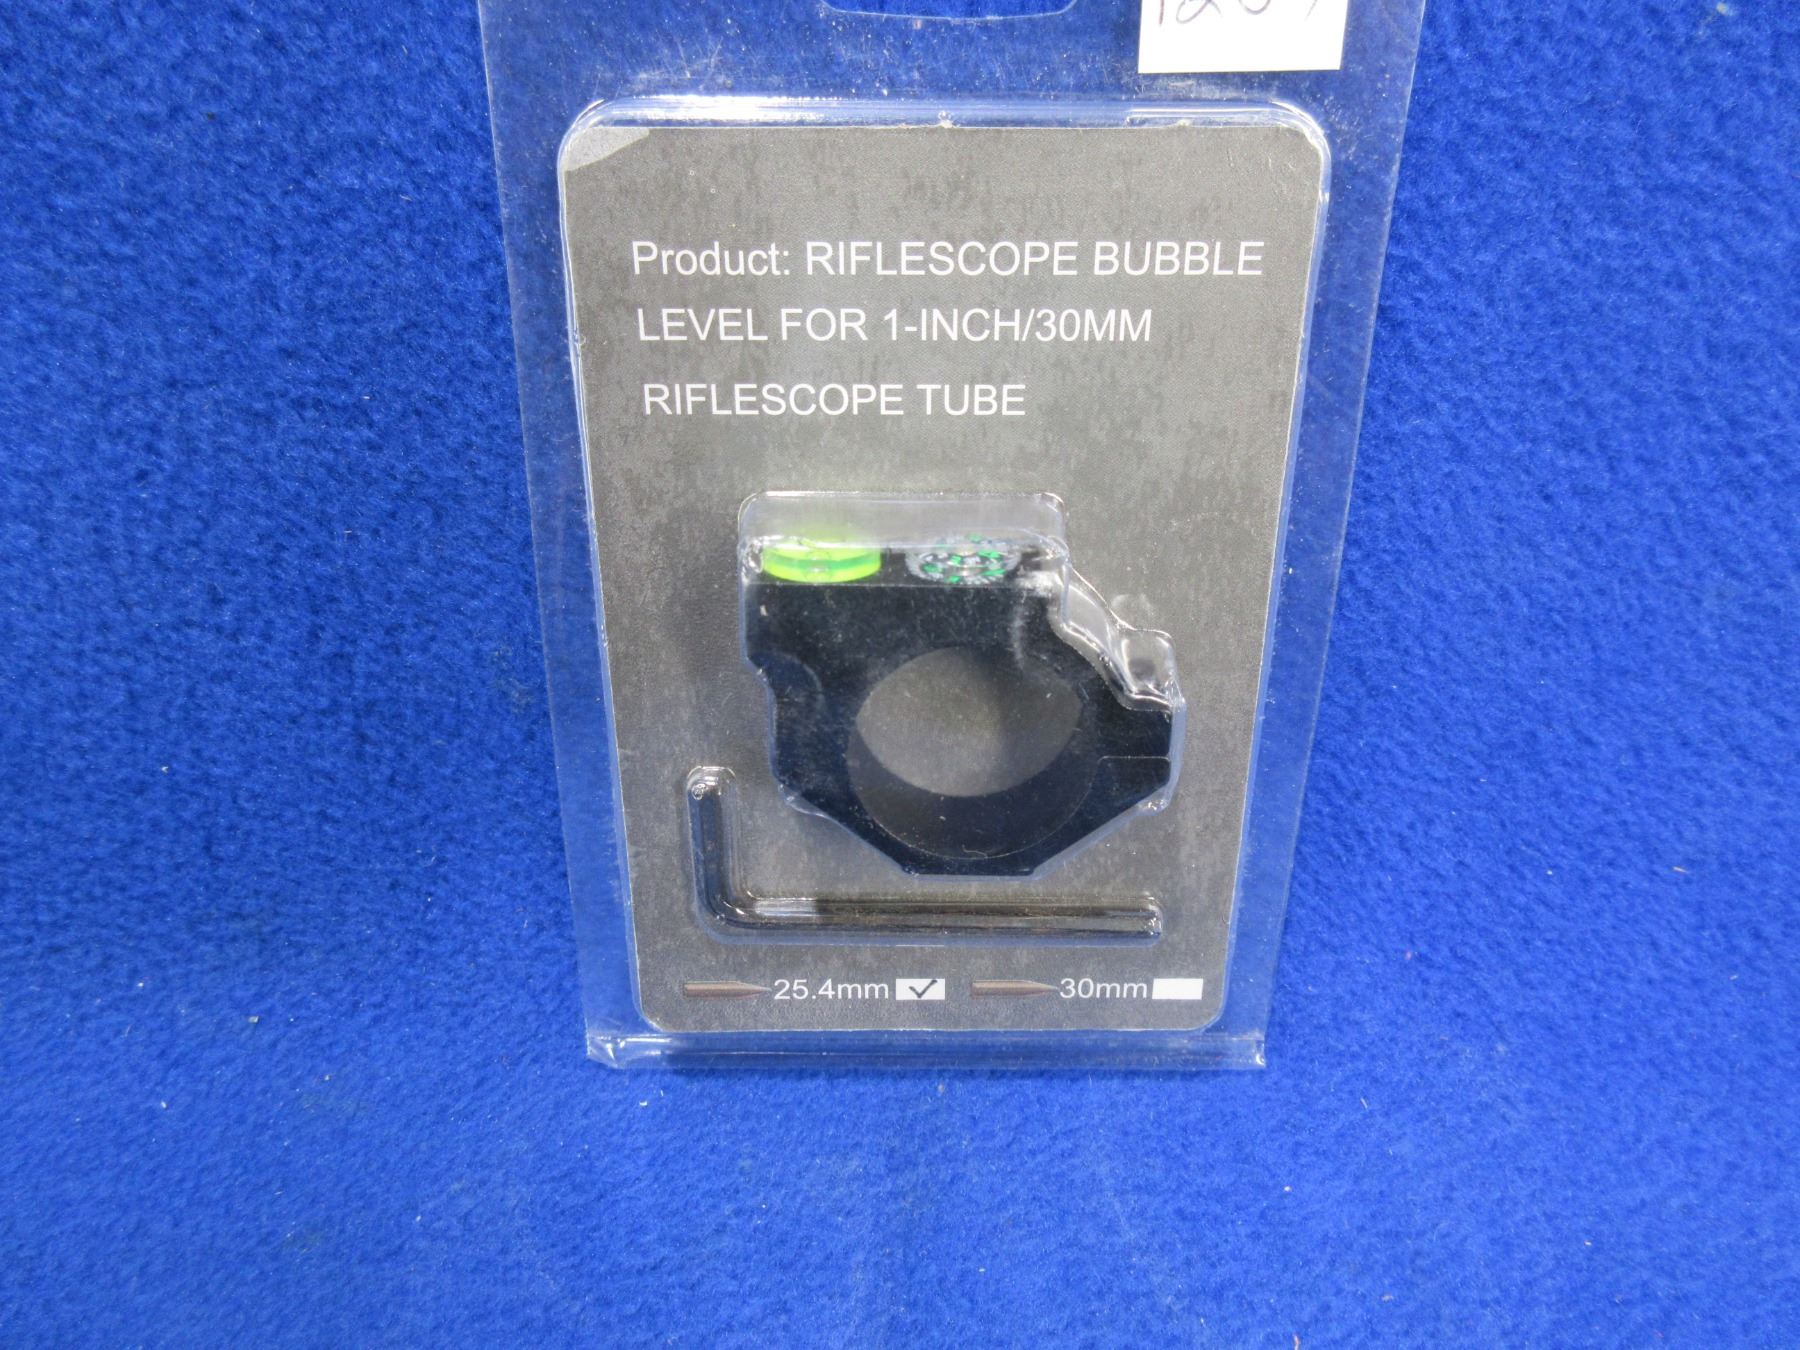 Product: RIFLESCOPE BUBBLE
LEVEL FOR 1-INCH/30MM
RIFLESCOPE TUBE
25.4mm 30mm